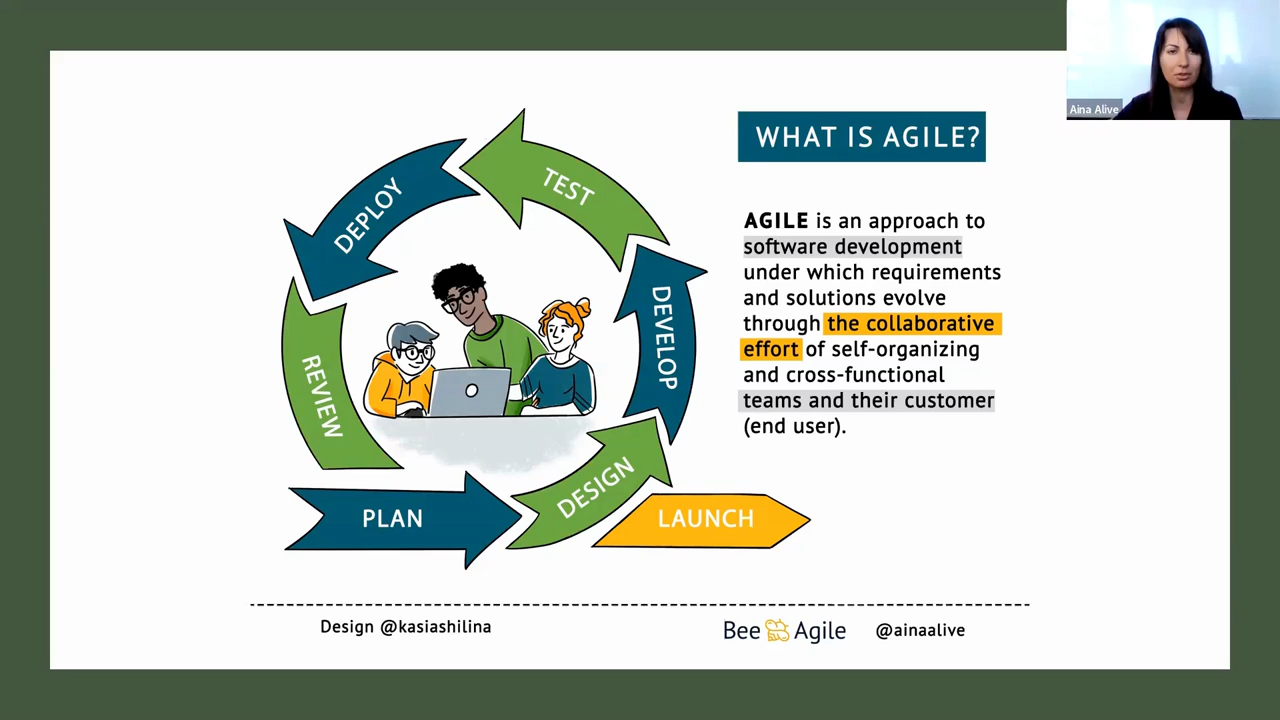 Aina Alive
WHAT IS AGILE?
TEST
DEPLOY
REVIEW
DEVELOP
DESIGN
PLAN
LAUNCH
AGILE is an approach to
software development
under which requirements
and solutions evolve
through the collaborative
effort of self-organizing
and cross-functional
teams and their customer
(end user).
Design @kasiashilina
Bee Agile
@ainaalive